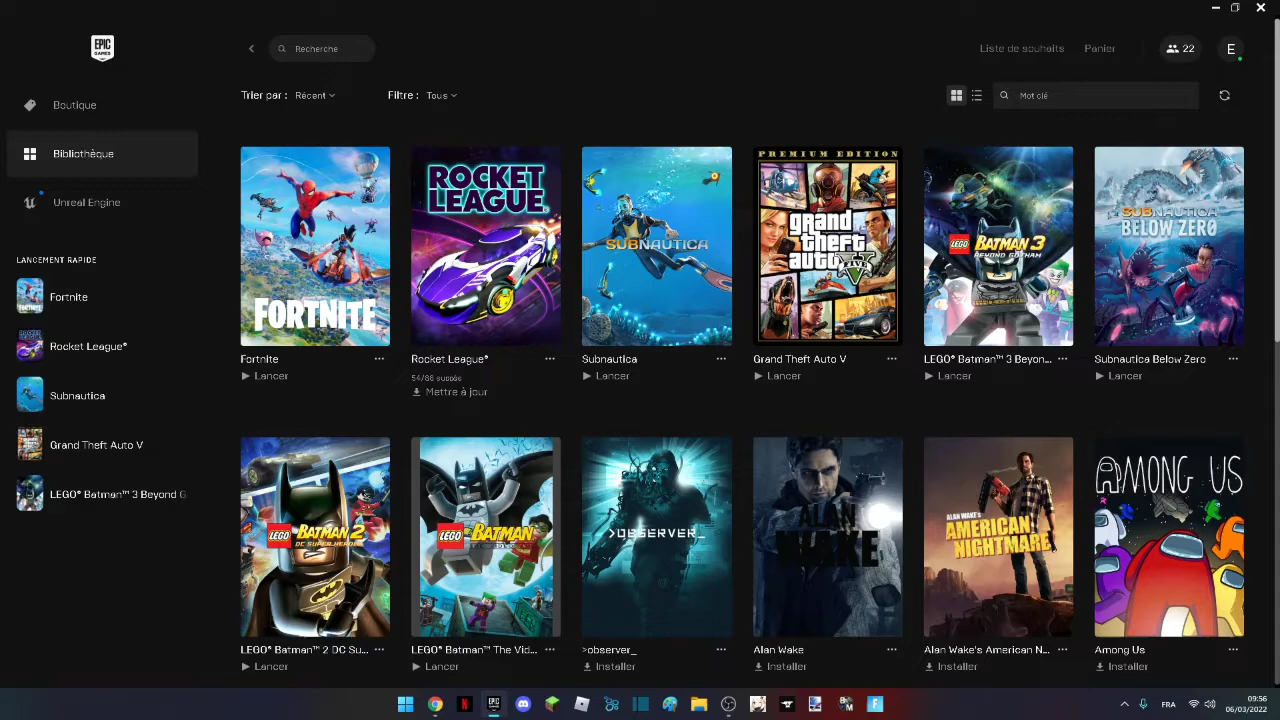 EPIC GAMES
Recherche
Liste de souhaits
Panier
22
E
Boutique
Bibliothèque
Unreal Engine
LANCEMENT RAPIDE
Fortnite
Rocket League®
Subnautica
Grand Theft Auto V
LEGO® Batman™ 3 Beyond G
Trier par : Récent
Filtre : Tous
Mot clé
FORTNITE
ROCKET LEAGUE
SUBNAUTICA
PREMIUM EDITION
grand theft auto V
FIVE
LEGO BATMAN 3
BEYOND GOTHAM
SUBNAUTICA
BELOW ZERO
Fortnite
Lancer
Rocket League®
Mettre à jour
Subnautica
Lancer
Grand Theft Auto V
Lancer
LEGO® Batman™ 3 Beyon...
Lancer
Subnautica Below Zero
Lancer
LEGO BATMAN 2
DC SUPER HEROES
LEGO BATMAN
>OBSERVER_
ALAN WAKE
ALAN WAKE'S
AMERICAN NIGHTMARE
AMONG US
LEGO® Batman™ 2 DC Su...
Lancer
LEGO® Batman™ The Vid...
Lancer
>observer_
Installer
Alan Wake
Installer
Alan Wake's American N...
Installer
Among Us
Installer
FRA
09:56
06/03/2022